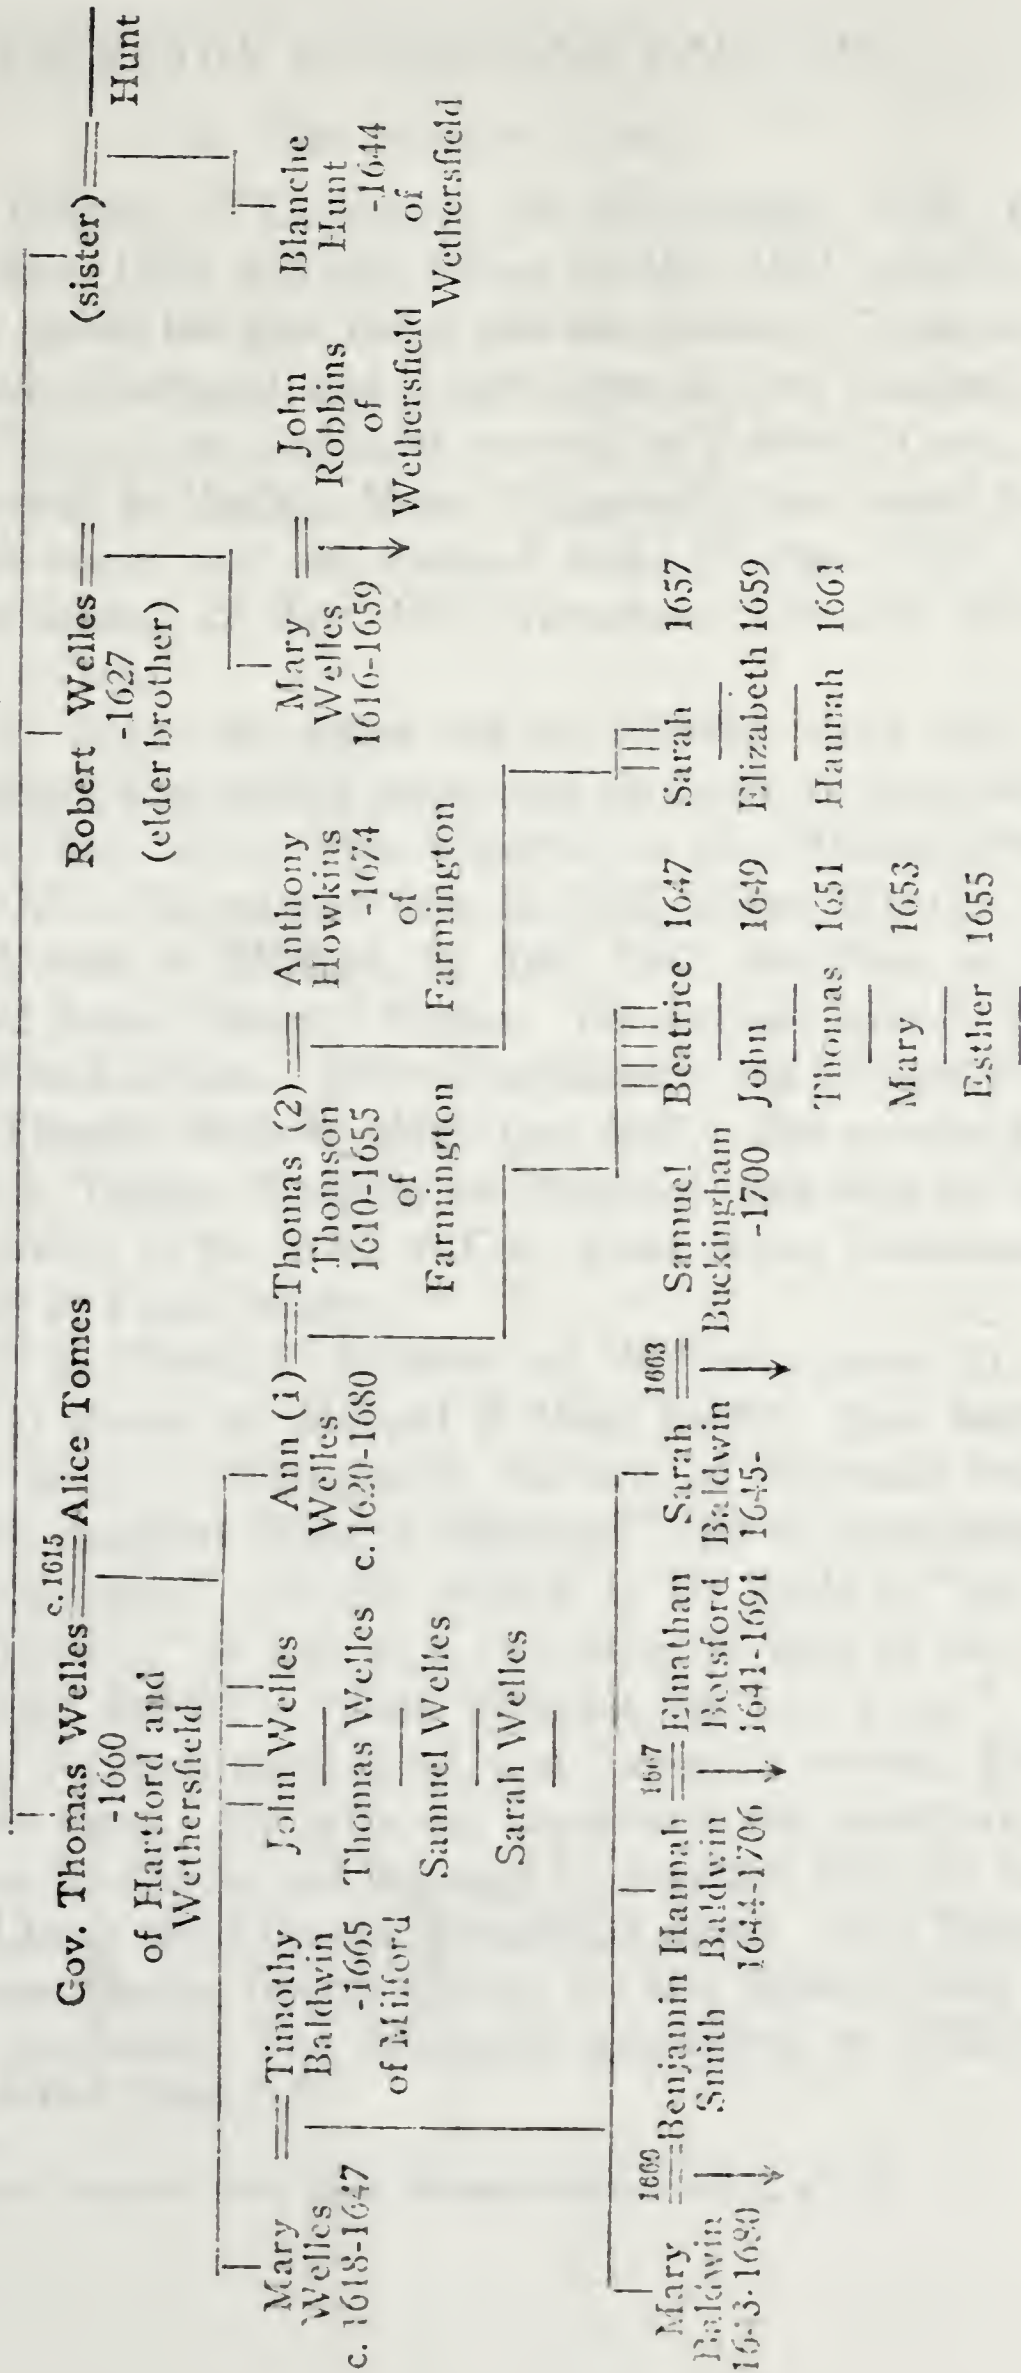 Gov. Thomas Welles
c. 1615
Alice Tomes
-1660
of Hartford and
Wethersfield
Robert Welles
-1627
(elder brother)
(sister)
Hunt
Mary
Welles
c. 1618-1647
Timothy
Baldwin
-1665
of Milford
John Welles
Thomas Welles
Samuel Welles
Sarah Welles
Ann (1)
Welles
c. 1620-1680
Thomas (2)
Thomson
1610-1655
of
Farmington
Anthony
Howkins
-1674
of
Farmington
Mary
Welles
1616-1659
John
Robbins
of
Wethersfield
Blanche
Hunt
-1644
of
Wethersfield
Mary
Baldwin
1643-1680
1660
Benjamin
Smith
Hannah
Baldwin
1644-1706
1667
Elnathan
Botsford
1641-1691
Sarah
Baldwin
1645-
1663
Samuel
Buckingham
-1700
Beatrice 1647
John 1649
Thomas 1651
Mary 1653
Esther 1655
Sarah 1657
Elizabeth 1659
Hannah 1661